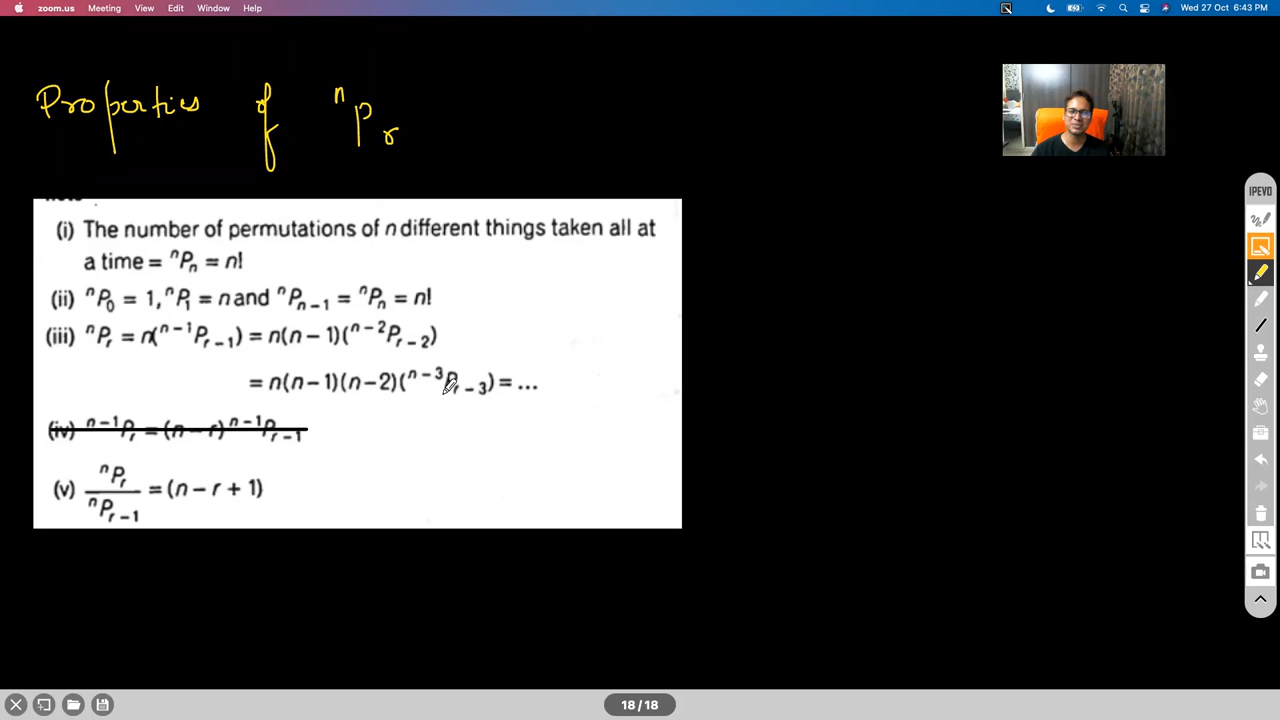 zoom.us Meeting View Edit Window Help Wed 27 Oct 6:43 PM
Properties of ⁿPᵣ
IPEVO
(i) The number of permutations of n different things taken all at
a time = ⁿPₙ = n!
(ii) ⁿP₀ = 1, ⁿP₁ = n and ⁿPₙ₋₁ = ⁿPₙ = n!
(iii) ⁿPᵣ = n(ⁿ⁻¹Pᵣ₋₁) = n(n − 1)(ⁿ⁻²Pᵣ₋₂)
= n(n − 1)(n − 2)(ⁿ⁻³Pᵣ₋₃) = ...
(iv) ⁿ⁻¹Pᵣ = (n − r) ⁿ⁻¹Pᵣ₋₁
(v) ⁿPᵣ / ⁿPᵣ₋₁ = (n − r + 1)
18 / 18